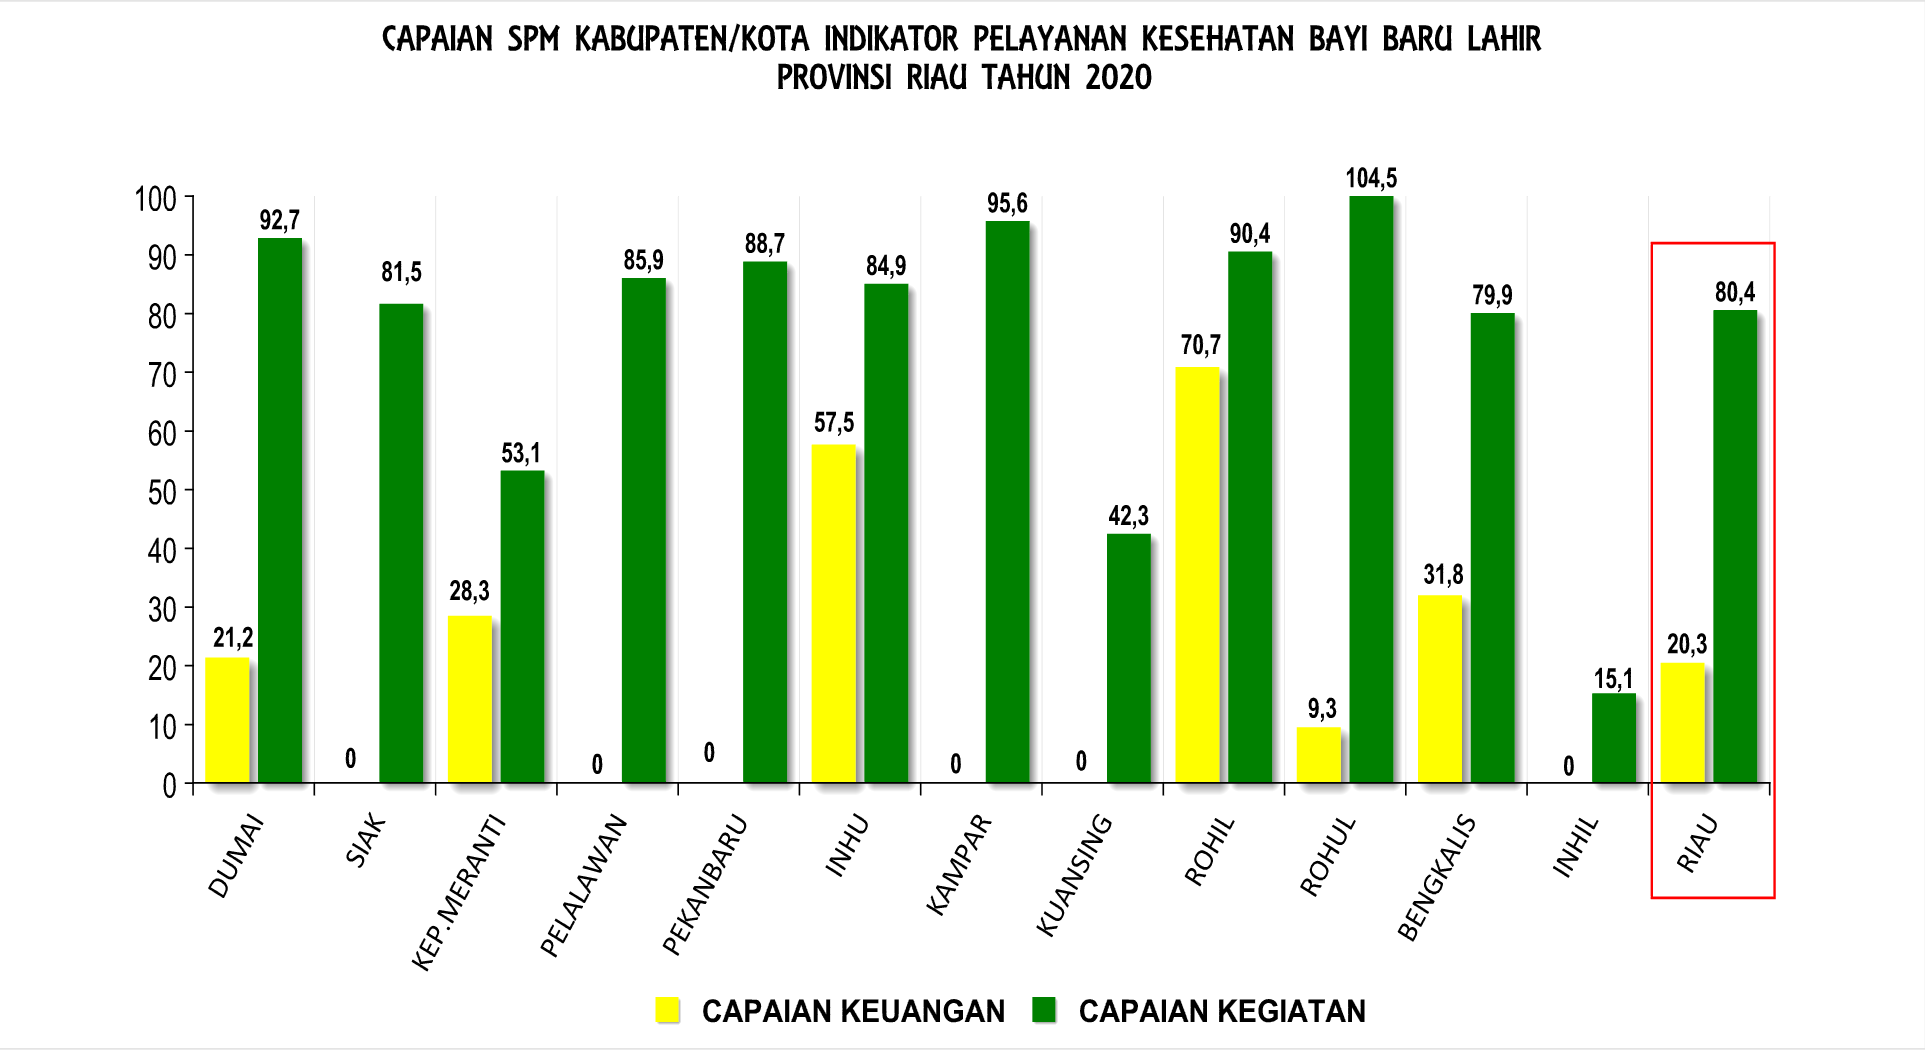 CAPAIAN SPM KABUPATEN/KOTA INDIKATOR PELAYANAN KESEHATAN BAYI BARU LAHIR
PROVINSI RIAU TAHUN 2020
100
90
80
70
60
50
40
30
20
10
0
21,2
92,7
0
81,5
28,3
53,1
0
85,9
0
88,7
57,5
84,9
0
95,6
0
42,3
70,7
90,4
9,3
104,5
31,8
79,9
0
15,1
20,3
80,4
DUMAI
SIAK
KEP.MERANTI
PELALAWAN
PEKANBARU
INHU
KAMPAR
KUANSING
ROHIL
ROHUL
BENGKALIS
INHIL
RIAU
CAPAIAN KEUANGAN
CAPAIAN KEGIATAN